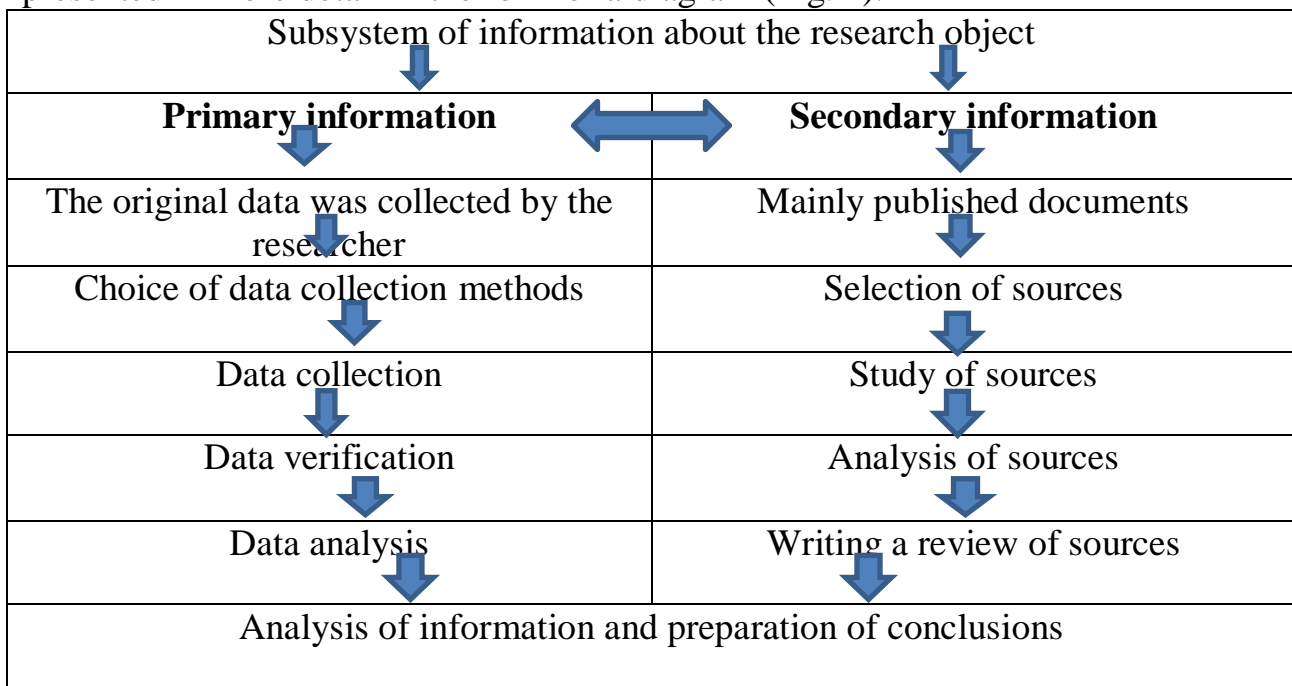 Subsystem of information about the research object
Primary information
Secondary information
The original data was collected by the
researcher
Mainly published documents
Choice of data collection methods
Selection of sources
Data collection
Study of sources
Data verification
Analysis of sources
Data analysis
Writing a review of sources
Analysis of information and preparation of conclusions